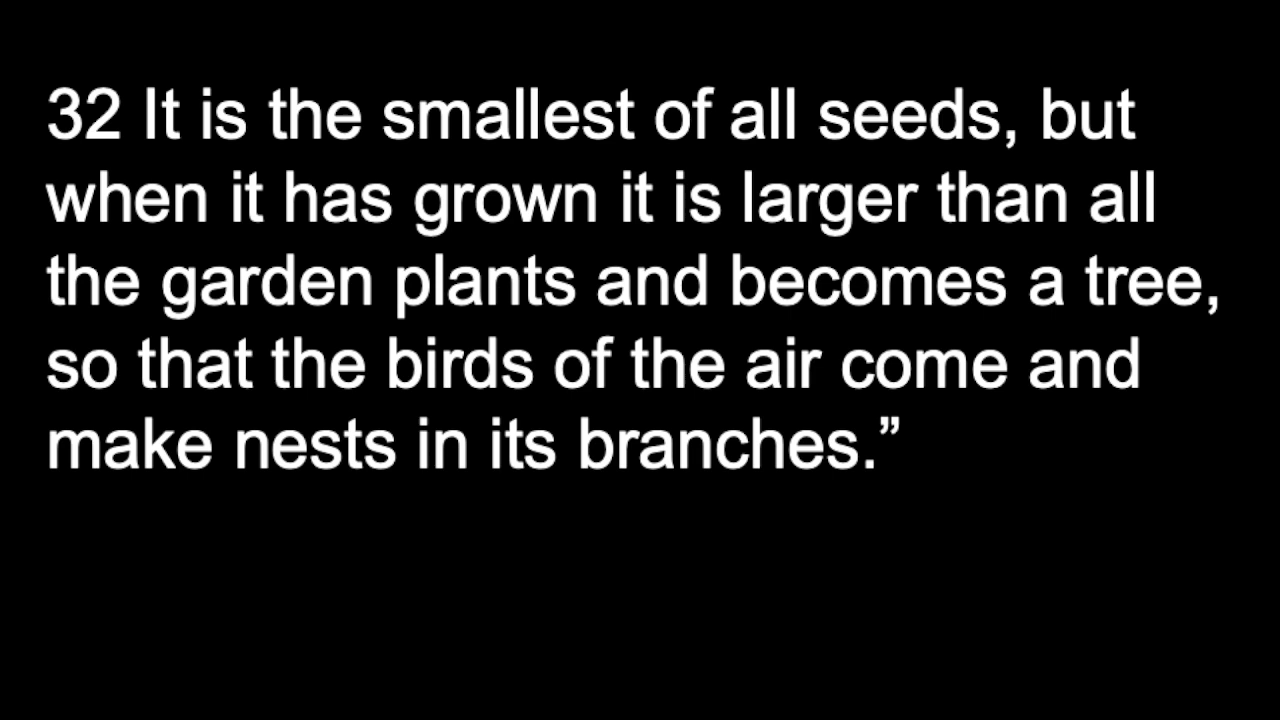 32 It is the smallest of all seeds, but
when it has grown it is larger than all
the garden plants and becomes a tree,
so that the birds of the air come and
make nests in its branches.”